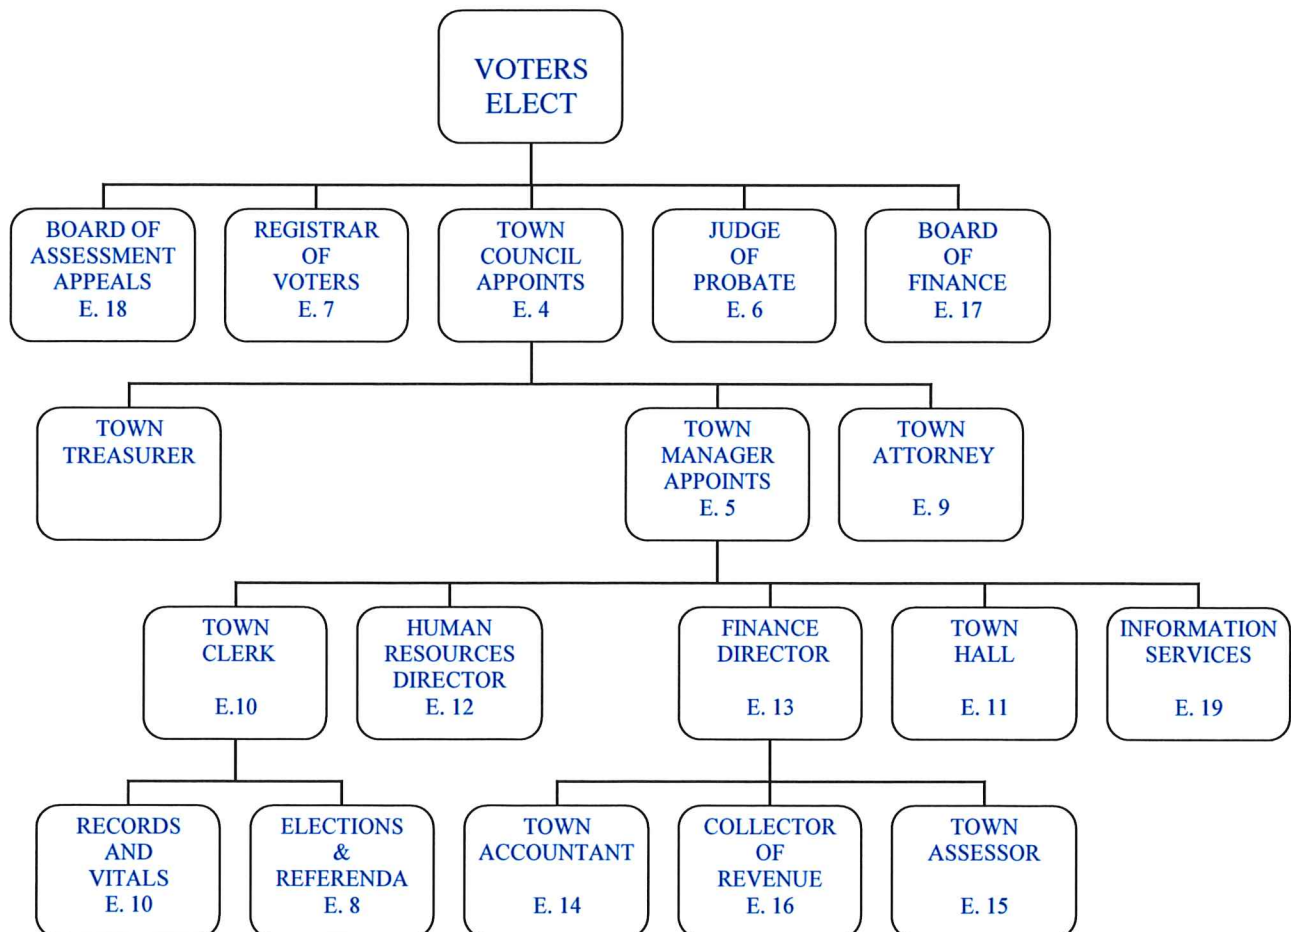 VOTERS
ELECT
BOARD OF
ASSESSMENT
APPEALS
E. 18
REGISTRAR
OF
VOTERS
E. 7
TOWN
COUNCIL
APPOINTS
E. 4
JUDGE
OF
PROBATE
E. 6
BOARD
OF
FINANCE
E. 17
TOWN
TREASURER
TOWN
MANAGER
APPOINTS
E. 5
TOWN
ATTORNEY
E. 9
TOWN
CLERK
E.10
HUMAN
RESOURCES
DIRECTOR
E. 12
FINANCE
DIRECTOR
E. 13
TOWN
HALL
E. 11
INFORMATION
SERVICES
E. 19
RECORDS
AND
VITALS
E. 10
ELECTIONS
&
REFERENDA
E. 8
TOWN
ACCOUNTANT
E. 14
COLLECTOR
OF
REVENUE
E. 16
TOWN
ASSESSOR
E. 15